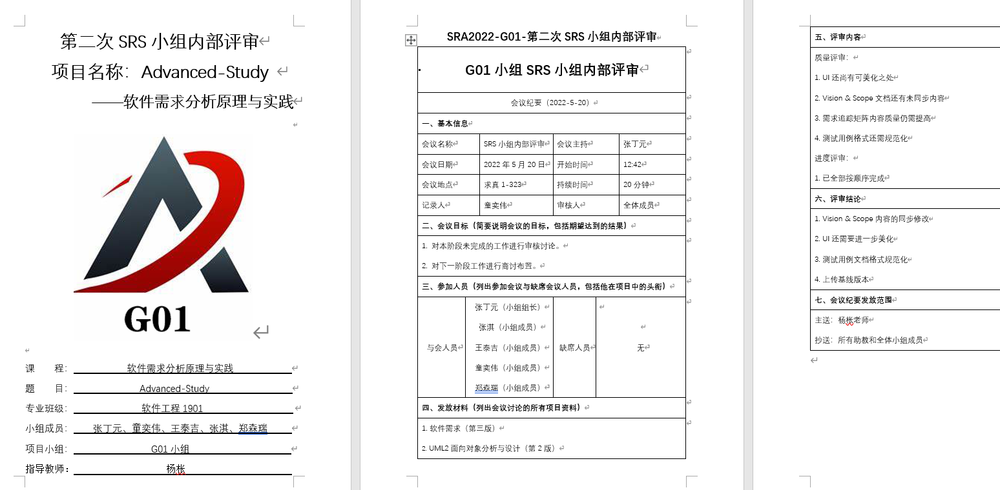 第二次 SRS 小组内部评审
项目名称：Advanced-Study
——软件需求分析原理与实践
G01
课 程：软件需求分析原理与实践
题 目：Advanced-Study
专业班级：软件工程 1901
小组成员：张丁元、童奕伟、王泰吉、张淇、郑森瑞
项目小组：G01 小组
指导教师：杨枨
SRA2022-G01-第二次 SRS 小组内部评审
G01 小组 SRS 小组内部评审
会议纪要（2022-5-20）
一、基本信息
会议名称 SRS 小组内部评审 会议主持 张丁元
会议日期 2022 年 5 月 20 日 开始时间 12:42
会议地点 求真 1-323 持续时间 20 分钟
记录人 童奕伟 审核人 全体成员
二、会议目标（简要说明会议的目标，包括期望达到的结果）
1. 对本阶段未完成的工作进行审核讨论。
2. 对下一阶段工作进行商讨布置。
三、参加人员（列出参加会议与缺席会议人员，包括他在项目中的头衔）
与会人员
张丁元（小组组长）
张淇（小组成员）
王泰吉（小组成员）
童奕伟（小组成员）
郑森瑞（小组成员）
缺席人员
无
四、发放材料（列出会议讨论的所有项目资料）
1. 软件需求（第三版）
2. UML2 面向对象分析与设计（第 2 版）
五、评审内容
质量评审：
1. UI 还尚有可美化之处
2. Vision & Scope 文档还有未同步内容
3. 需求追踪矩阵内容质量仍需提高
4. 测试用例格式还需规范化
进度评审：
1. 已全部按顺序完成
六、评审结论
1. Vision & Scope 内容的同步修改
2. UI 还需要进一步美化
3. 测试用例文档格式规范化
4. 上传基线版本
七、会议纪要发放范围
主送：杨枨老师
抄送：所有助教和全体小组成员